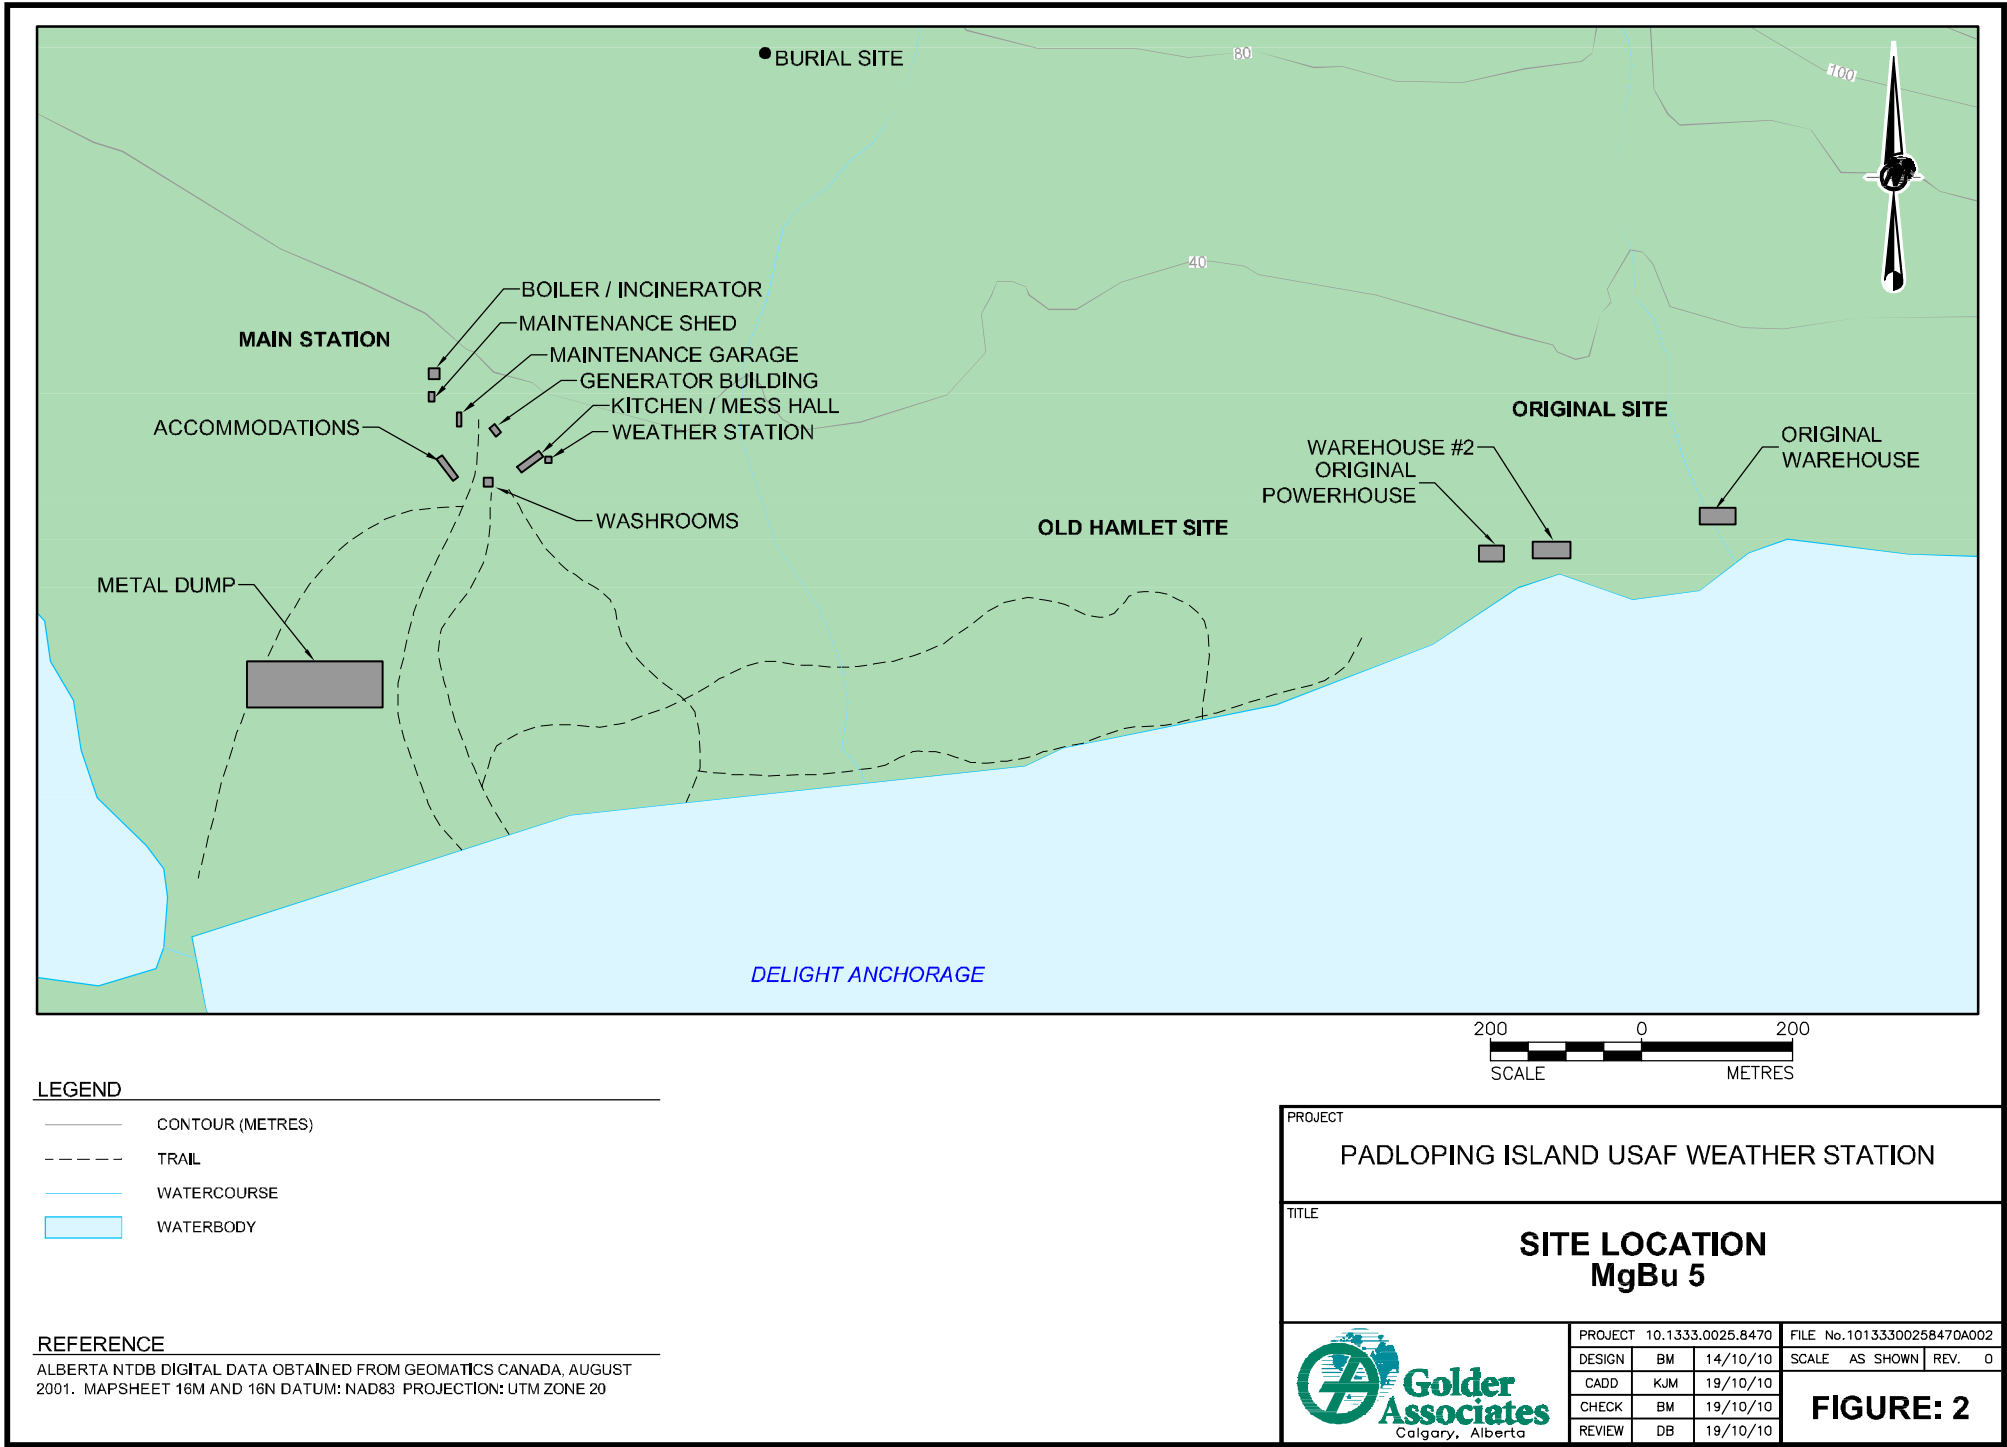 BURIAL SITE
80
100
40
BOILER / INCINERATOR
MAINTENANCE SHED
MAIN STATION
MAINTENANCE GARAGE
GENERATOR BUILDING
KITCHEN / MESS HALL
ACCOMMODATIONS
WEATHER STATION
WASHROOMS
METAL DUMP
OLD HAMLET SITE
ORIGINAL SITE
WAREHOUSE #2
ORIGINAL
POWERHOUSE
ORIGINAL
WAREHOUSE
DELIGHT ANCHORAGE
N
200 0 200
SCALE METRES
LEGEND
CONTOUR (METRES)
TRAIL
WATERCOURSE
WATERBODY
REFERENCE
ALBERTA NTDB DIGITAL DATA OBTAINED FROM GEOMATICS CANADA, AUGUST
2001. MAPSHEET 16M AND 16N DATUM: NAD83 PROJECTION: UTM ZONE 20
PROJECT
PADLOPING ISLAND USAF WEATHER STATION
TITLE
SITE LOCATION
MgBu 5
Golder
Associates
Calgary, Alberta
PROJECT 10.1333.0025.8470 FILE No.10133300258470A002
DESIGN BM 14/10/10 SCALE AS SHOWN REV. 0
CADD KJM 19/10/10
CHECK BM 19/10/10
REVIEW DB 19/10/10
FIGURE: 2